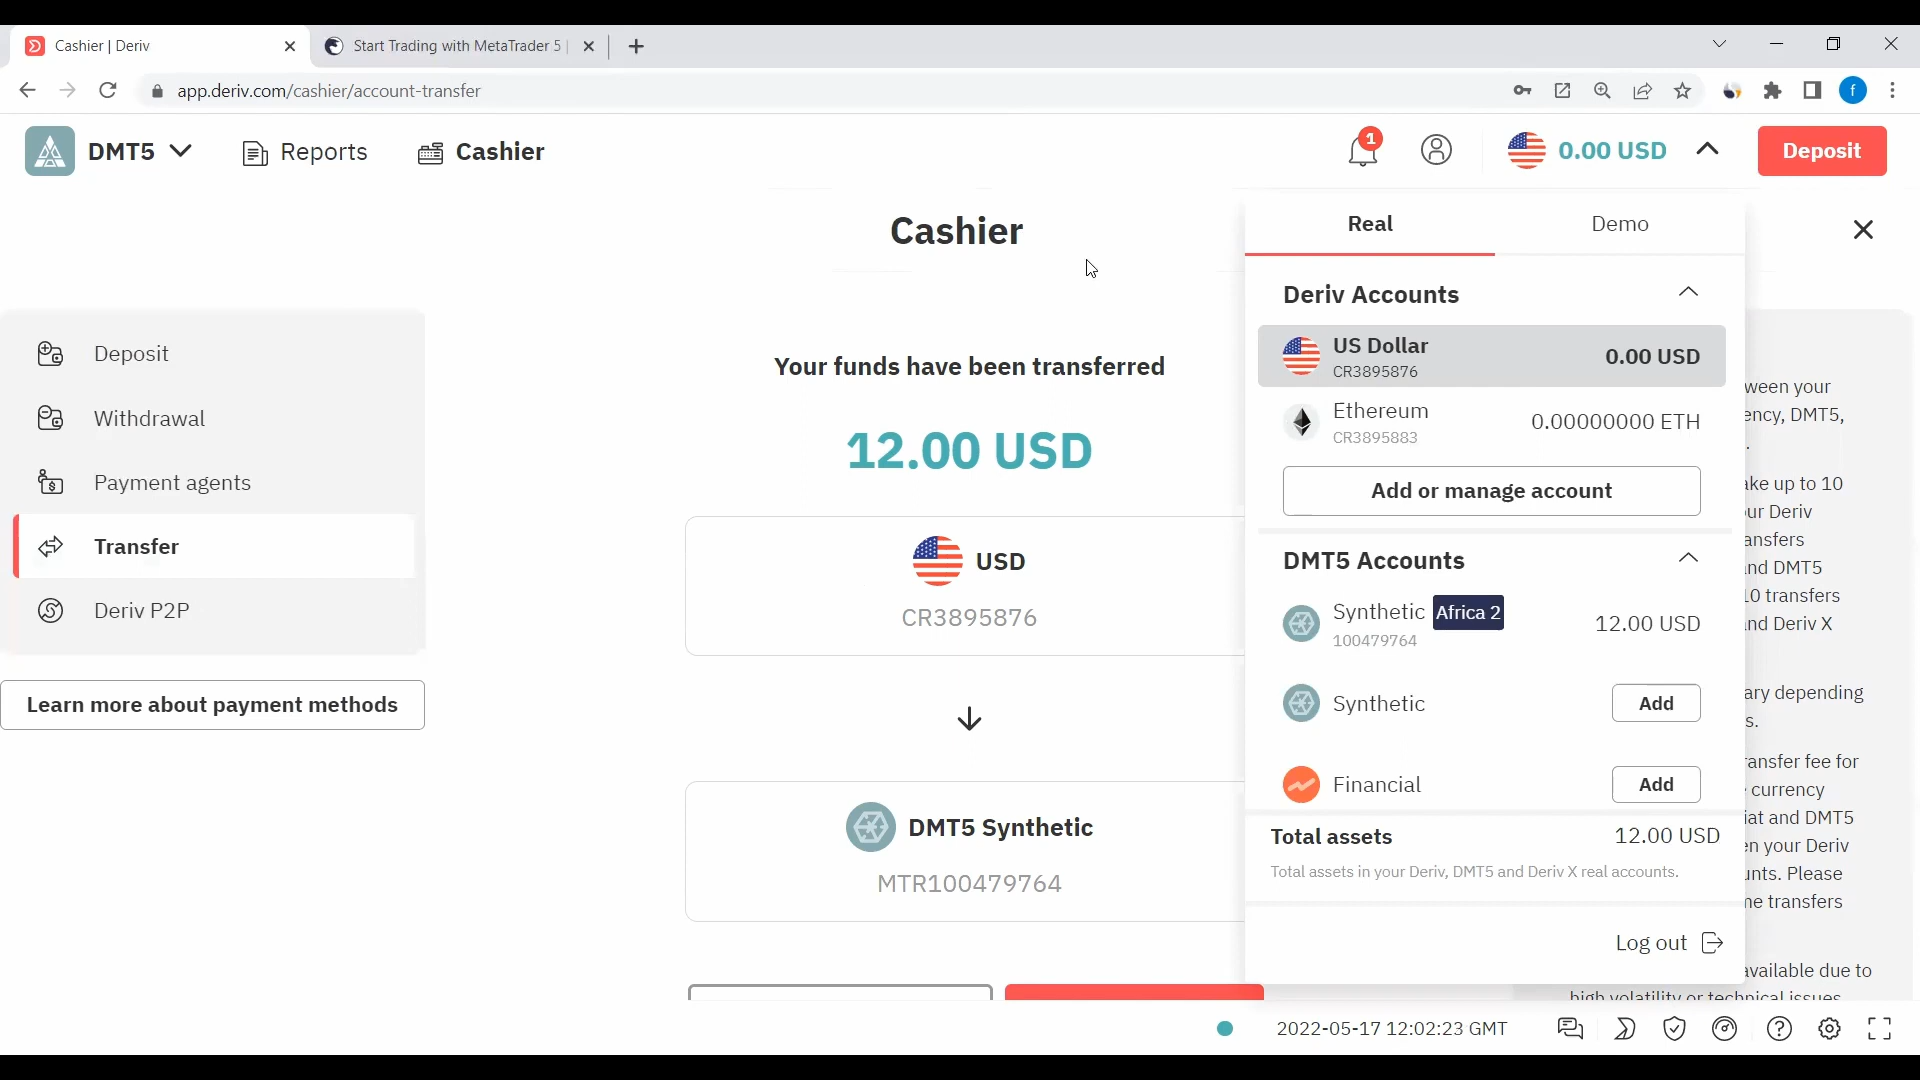 Cashier | Deriv
Start Trading with MetaTrader 5 |
app.deriv.com/cashier/account-transfer
DMT5
Reports
Cashier
1
0.00 USD
Deposit
Cashier
Real
Demo
Deposit
Withdrawal
Payment agents
Transfer
Deriv P2P
Learn more about payment methods
Your funds have been transferred
12.00 USD
USD
CR3895876
DMT5 Synthetic
MTR100479764
Deriv Accounts
US Dollar
CR3895876
0.00 USD
Ethereum
CR3895883
0.00000000 ETH
Add or manage account
DMT5 Accounts
Synthetic Africa 2
100479764
12.00 USD
Synthetic
Add
Financial
Add
Total assets
12.00 USD
Total assets in your Deriv, DMT5 and Deriv X real accounts.
Log out
ween your
ency, DMT5,
.
ke up to 10
ur Deriv
ansfers
nd DMT5
0 transfers
nd Deriv X
ary depending
s.
ansfer fee for
currency
iat and DMT5
en your Deriv
unts. Please
ne transfers
available due to
high volatility or technical issues
2022-05-17 12:02:23 GMT